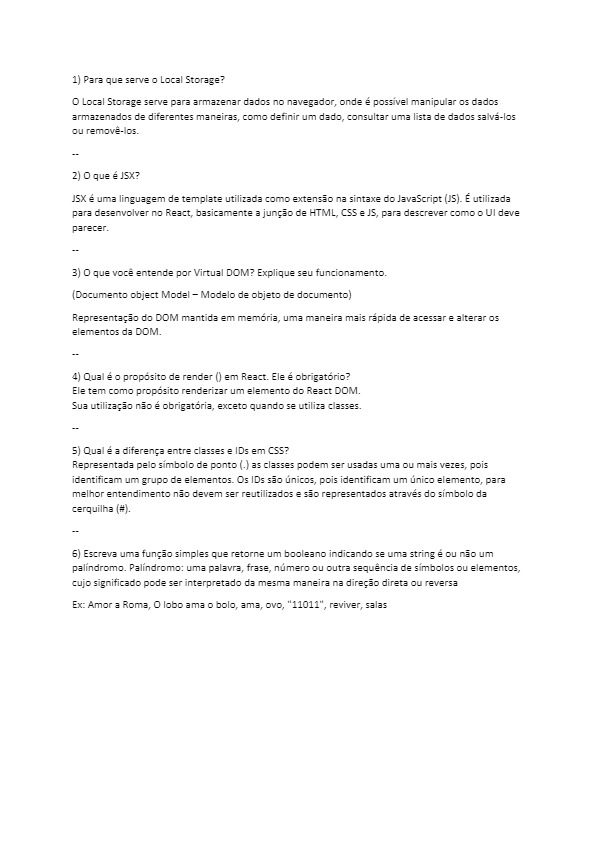 1) Para que serve o Local Storage?
O Local Storage serve para armazenar dados no navegador, onde é possível manipular os dados
armazenados de diferentes maneiras, como definir um dado, consultar uma lista de dados salvá-los
ou removê-los.
--
2) O que é JSX?
JSX é uma linguagem de template utilizada como extensão na sintaxe do JavaScript (JS). É utilizada
para desenvolver no React, basicamente a junção de HTML, CSS e JS, para descrever como o UI deve
parecer.
--
3) O que você entende por Virtual DOM? Explique seu funcionamento.
(Documento object Model – Modelo de objeto de documento)
Representação do DOM mantida em memória, uma maneira mais rápida de acessar e alterar os
elementos da DOM.
--
4) Qual é o propósito de render () em React. Ele é obrigatório?
Ele tem como propósito renderizar um elemento do React DOM.
Sua utilização não é obrigatória, exceto quando se utiliza classes.
--
5) Qual é a diferença entre classes e IDs em CSS?
Representada pelo símbolo de ponto (.) as classes podem ser usadas uma ou mais vezes, pois
identificam um grupo de elementos. Os IDs são únicos, pois identificam um único elemento, para
melhor entendimento não devem ser reutilizados e são representados através do símbolo da
cerquilha (#).
--
6) Escreva uma função simples que retorne um booleano indicando se uma string é ou não um
palíndromo. Palíndromo: uma palavra, frase, número ou outra sequência de símbolos ou elementos,
cujo significado pode ser interpretado da mesma maneira na direção direta ou reversa
Ex: Amor a Roma, O lobo ama o bolo, ama, ovo, "11011", reviver, salas